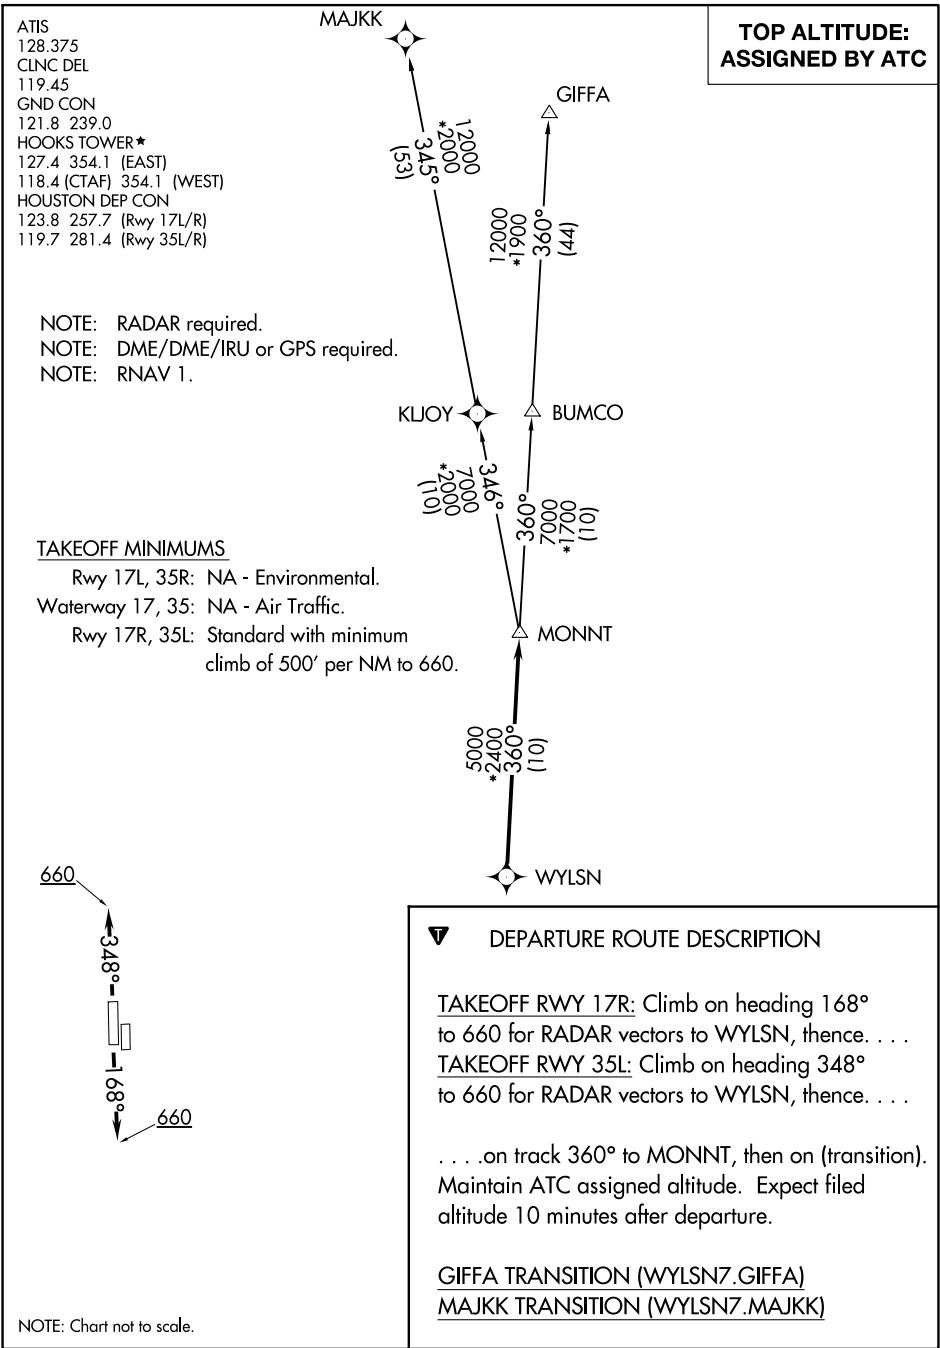 ATIS
128.375
CLNC DEL
119.45
GND CON
121.8 239.0
HOOKS TOWER★
127.4 354.1 (EAST)
118.4 (CTAF) 354.1 (WEST)
HOUSTON DEP CON
123.8 257.7 (Rwy 17L/R)
119.7 281.4 (Rwy 35L/R)
TOP ALTITUDE:
ASSIGNED BY ATC
MAJKK
GIFFA
12000
*2000
345°
(53)
12000
*1900
360°
(44)
NOTE: RADAR required.
NOTE: DME/DME/IRU or GPS required.
NOTE: RNAV 1.
KLJOY
BUMCO
346°
7000
*2000
(10)
360°
7000
*1700
(10)
TAKEOFF MINIMUMS
Rwy 17L, 35R: NA - Environmental.
Waterway 17, 35: NA - Air Traffic.
Rwy 17R, 35L: Standard with minimum
climb of 500' per NM to 660.
MONNT
5000
*2400
360°
(10)
WYLSN
660
348°
168°
660
T
DEPARTURE ROUTE DESCRIPTION
TAKEOFF RWY 17R: Climb on heading 168°
to 660 for RADAR vectors to WYLSN, thence. . . .
TAKEOFF RWY 35L: Climb on heading 348°
to 660 for RADAR vectors to WYLSN, thence. . . .
. . . .on track 360° to MONNT, then on (transition).
Maintain ATC assigned altitude. Expect filed
altitude 10 minutes after departure.
GIFFA TRANSITION (WYLSN7.GIFFA)
MAJKK TRANSITION (WYLSN7.MAJKK)
NOTE: Chart not to scale.